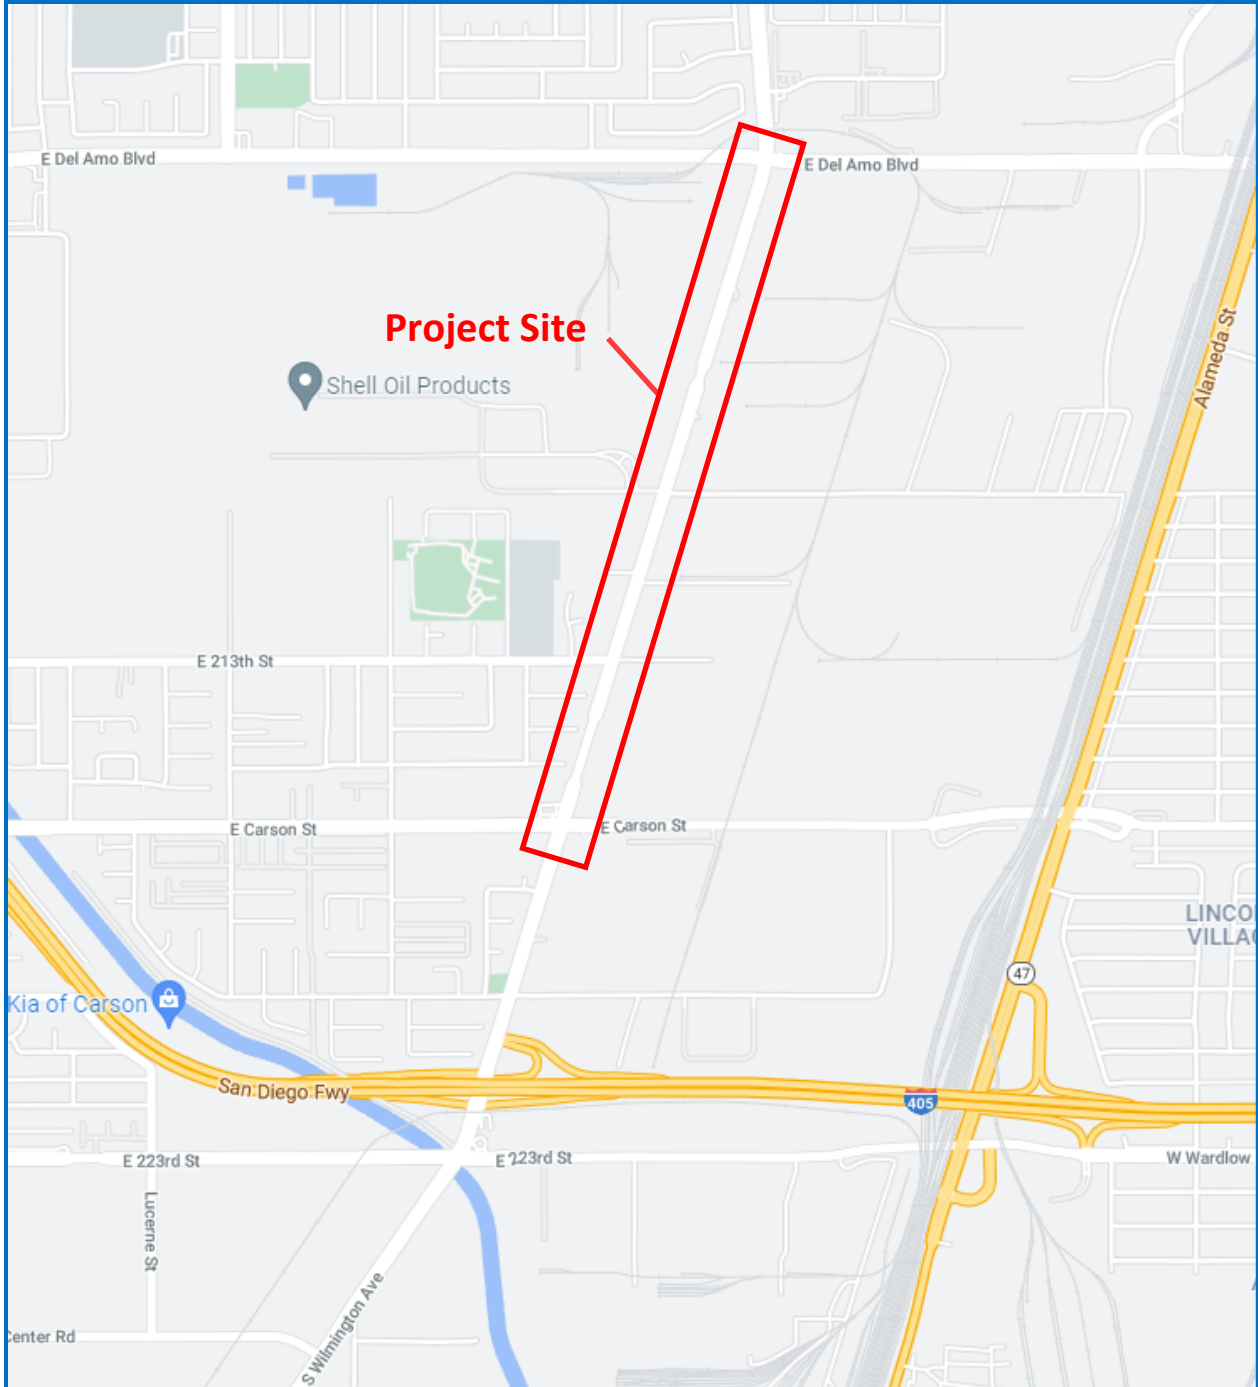 E Del Amo Blvd
E Del Amo Blvd
Project Site
Alameda St
Shell Oil Products
E 213th St
E Carson St
E Carson St
LINCO
VILLAG
47
Kia of Carson
San Diego Fwy
405
E 223rd St
E 223rd St
W Wardlow
Lucerne St
S Wilmington Ave
Center Rd